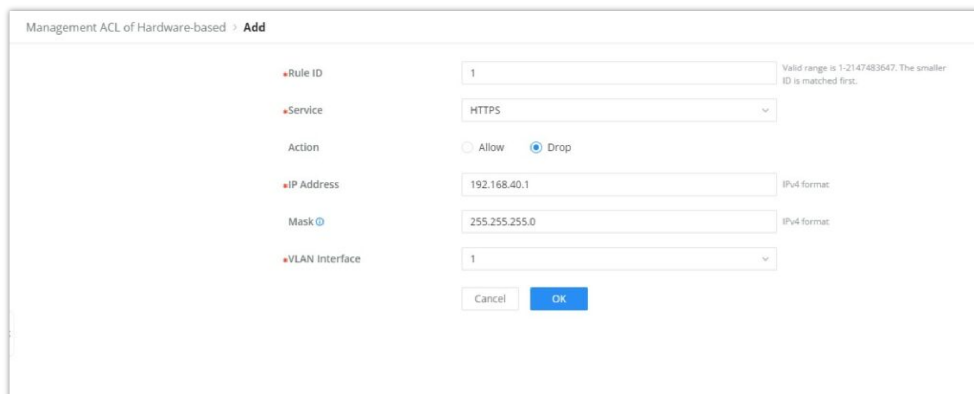 Management ACL of Hardware-based > Add
*Rule ID 1 Valid range is 1-2147483647. The smaller
ID is matched first.
*Service HTTPS
Action Allow Drop
*IP Address 192.168.40.1 IPv4 format
Mask 255.255.255.0 IPv4 format
*VLAN Interface 1
Cancel OK